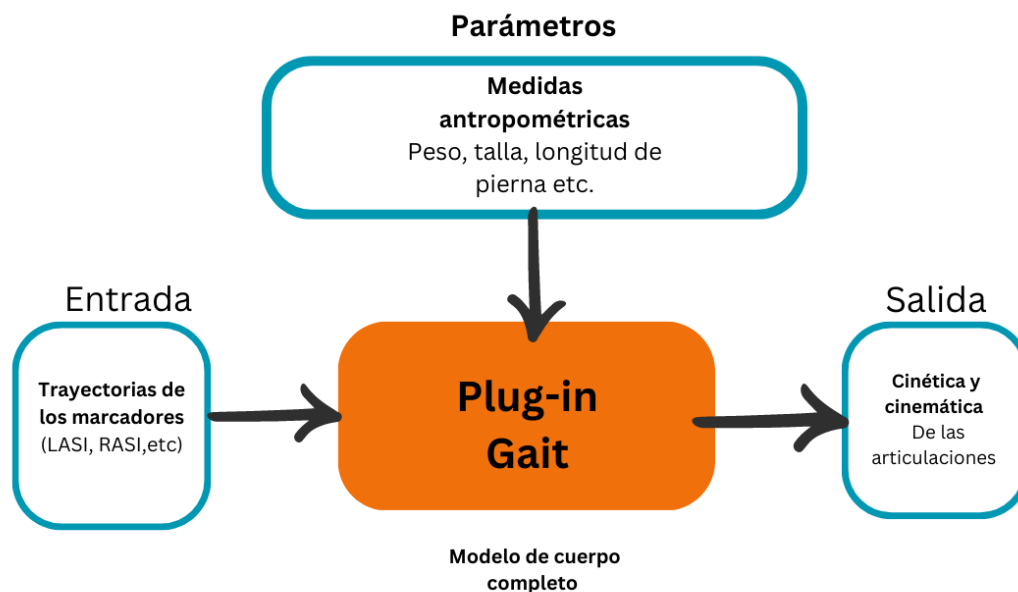 Parámetros
Medidas
antropométricas
Peso, talla, longitud de
pierna etc.
Entrada
Trayectorias de
los marcadores
(LASI, RASI,etc)
Plug-in
Gait
Salida
Cinética y
cinemática
De las
articulaciones
Modelo de cuerpo
completo